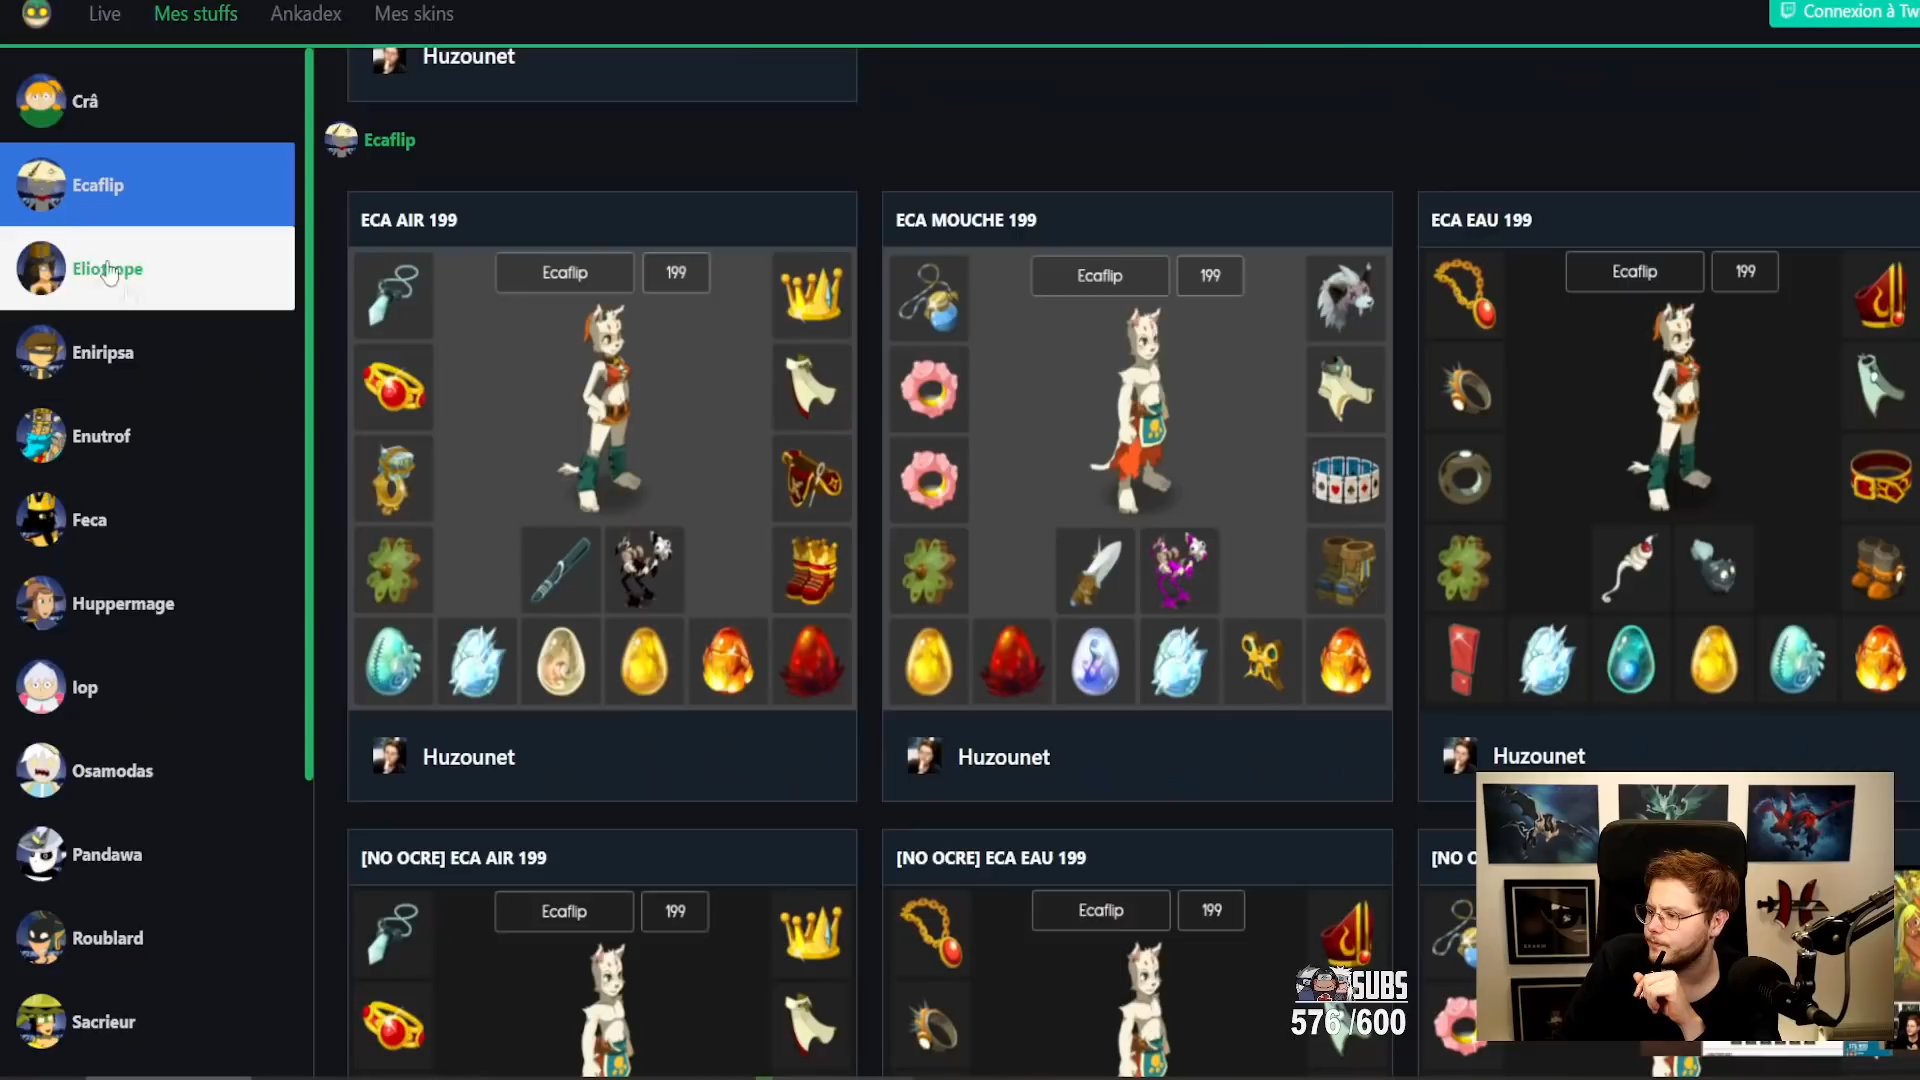 Live
Mes stuffs
Ankadex
Mes skins
Connexion à Tw
Huzounet
Crâ
Ecaflip
Ecaflip
Eliotrope
Eniripsa
Enutrof
Feca
Huppermage
Iop
Osamodas
Pandawa
Roublard
Sacrieur
ECA AIR 199
ECA MOUCHE 199
ECA EAU 199
Ecaflip 199
Ecaflip 199
Ecaflip 199
Huzounet
Huzounet
Huzounet
[NO OCRE] ECA AIR 199
[NO OCRE] ECA EAU 199
[NO O
Ecaflip 199
Ecaflip 199
SUBS
576 /600